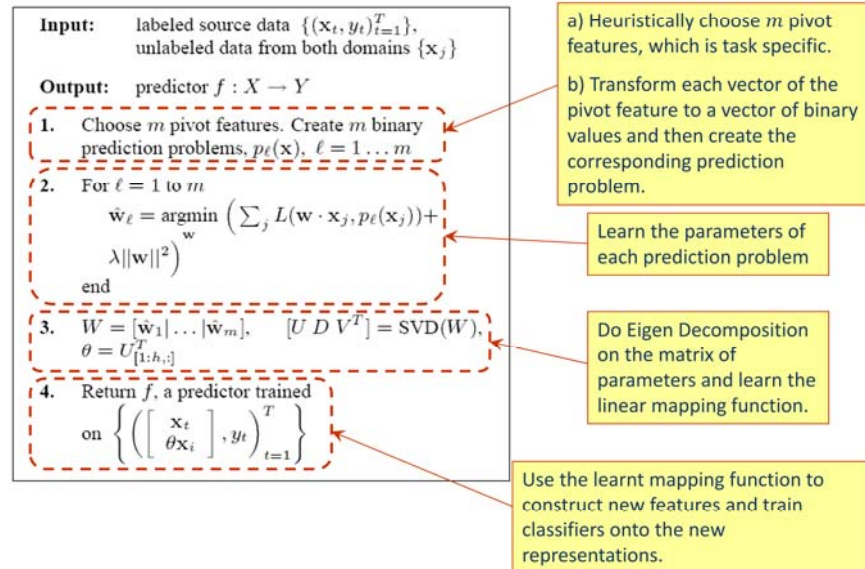 Input: labeled source data {(x_t, y_t)_{t=1}^T},
unlabeled data from both domains {x_j}
Output: predictor f : X → Y
1. Choose m pivot features. Create m binary
prediction problems, p_ℓ(x), ℓ = 1 … m
2. For ℓ = 1 to m
ŵ_ℓ = argmin_w ( ∑_j L(w · x_j, p_ℓ(x_j))+
λ||w||^2 )
end
3. W = [ŵ_1| … |ŵ_m], [U D V^T] = SVD(W),
θ = U^T_{[1:h,:]}
4. Return f, a predictor trained
on { ( [ x_t
θx_i ] , y_t )_{t=1}^T }
a) Heuristically choose m pivot
features, which is task specific.
b) Transform each vector of the
pivot feature to a vector of binary
values and then create the
corresponding prediction
problem.
Learn the parameters of
each prediction problem
Do Eigen Decomposition
on the matrix of
parameters and learn the
linear mapping function.
Use the learnt mapping function to
construct new features and train
classifiers onto the new
representations.